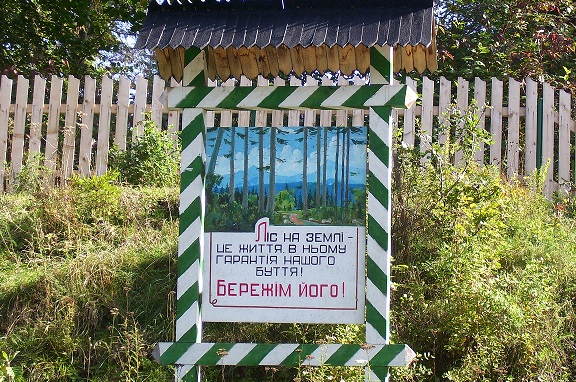 Ліс на землі -
це життя, в ньому
гарантія нашого
буття!
Бережім його!